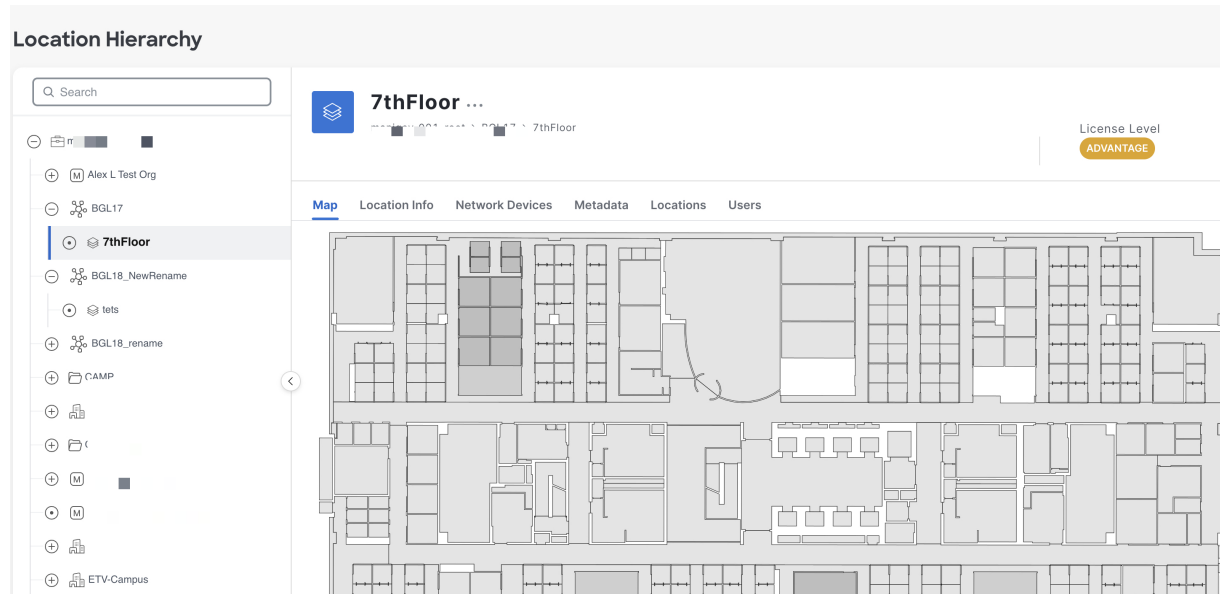 Location Hierarchy
Search
M Alex L Test Org
BGL17
7thFloor
BGL18_NewRename
tets
BGL18_rename
CAMP
M
M
ETV-Campus
7thFloor ...
BGL17 > 7thFloor
License Level
ADVANTAGE
Map Location Info Network Devices Metadata Locations Users